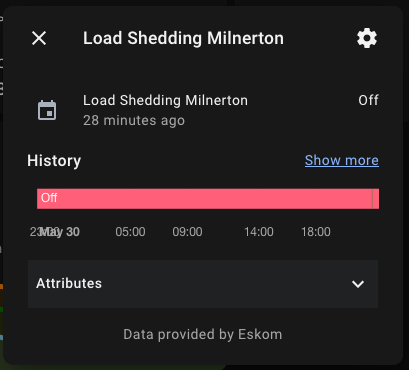 Load Shedding Milnerton
Load Shedding Milnerton Off
28 minutes ago
History Show more
Off
23:00 May 30 05:00 09:00 14:00 18:00
Attributes
Data provided by Eskom